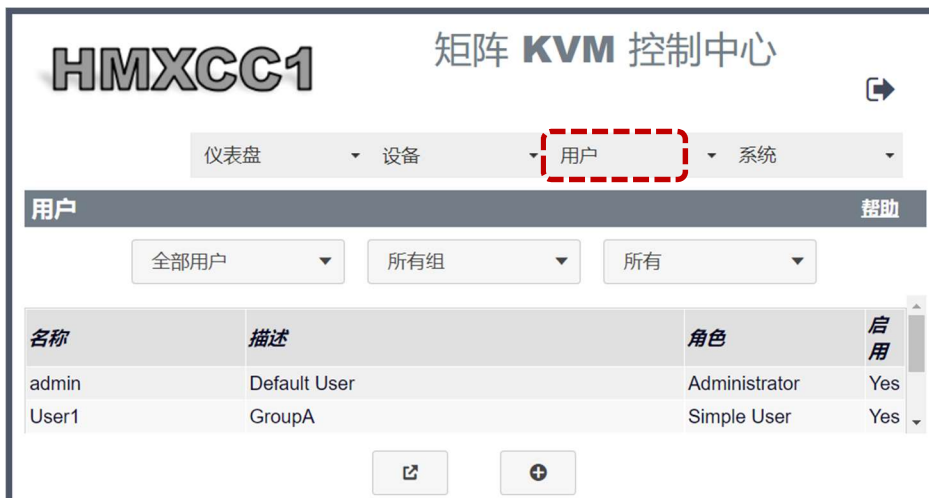 HMXCC1
矩阵 KVM 控制中心
仪表盘 设备 用户 系统
用户 帮助
全部用户 所有组 所有
名称 描述 角色 启用
admin Default User Administrator Yes
User1 GroupA Simple User Yes